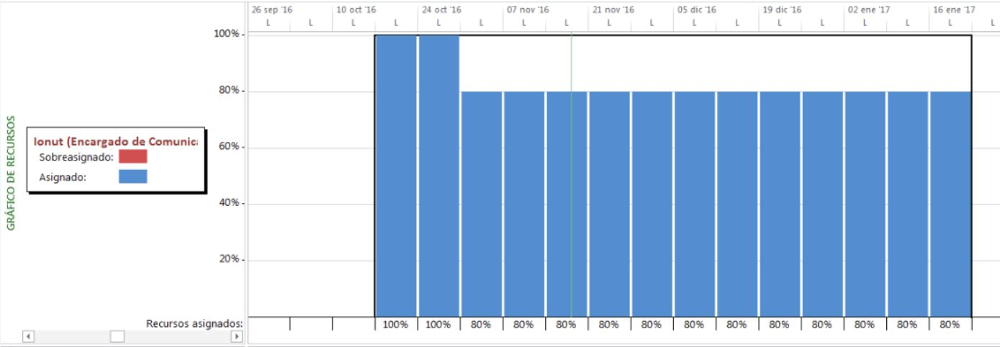 26 sep '16 10 oct '16 24 oct '16 07 nov '16 21 nov '16 05 dic '16 19 dic '16 02 ene '17 16 ene '17
L L L L L L L L L L L L L L L L L L
100%
80%
60%
40%
20%
GRÁFICO DE RECURSOS
Ionut (Encargado de Comunic
Sobreasignado:
Asignado:
Recursos asignados: 100% 100% 80% 80% 80% 80% 80% 80% 80% 80% 80% 80% 80% 80%